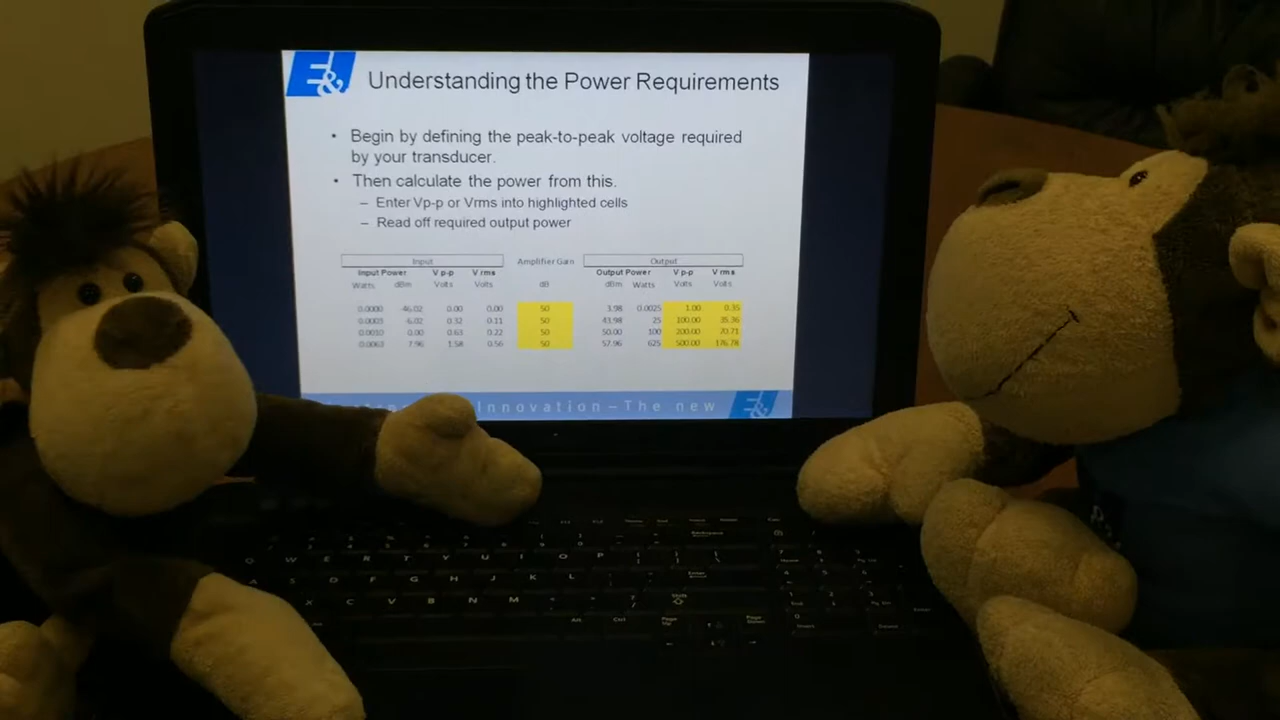 E&
Understanding the Power Requirements
• Begin by defining the peak-to-peak voltage required
by your transducer.
• Then calculate the power from this.
– Enter Vp-p or Vrms into highlighted cells
– Read off required output power
Input Amplifier Gain Output
Input Power V p-p V rms Output Power V p-p V rms
Watts dBm Volts Volts dB dBm Watts Volts Volts
0.0000 -46.02 0.00 0.00 50 3.98 0.0025 1.00 0.35
0.0003 -6.02 0.32 0.11 50 43.98 25 100.00 35.36
0.0010 0.00 0.63 0.22 50 50.00 100 200.00 70.71
0.0063 7.96 1.58 0.56 50 57.96 625 500.00 176.78
Innovation – The new E&
W E R T Y U I O P
S D F G H J K L
X C V B N M